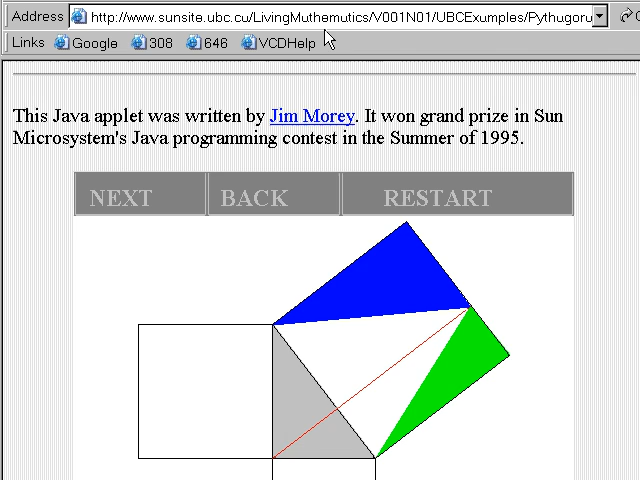 Address http://www.sunsite.ubc.cu/LivingMuthemutics/V001N01/UBCExamples/Pythugoru
Links Google 308 646 VCDHelp
This Java applet was written by Jim Morey. It won grand prize in Sun
Microsystem's Java programming contest in the Summer of 1995.
NEXT BACK RESTART